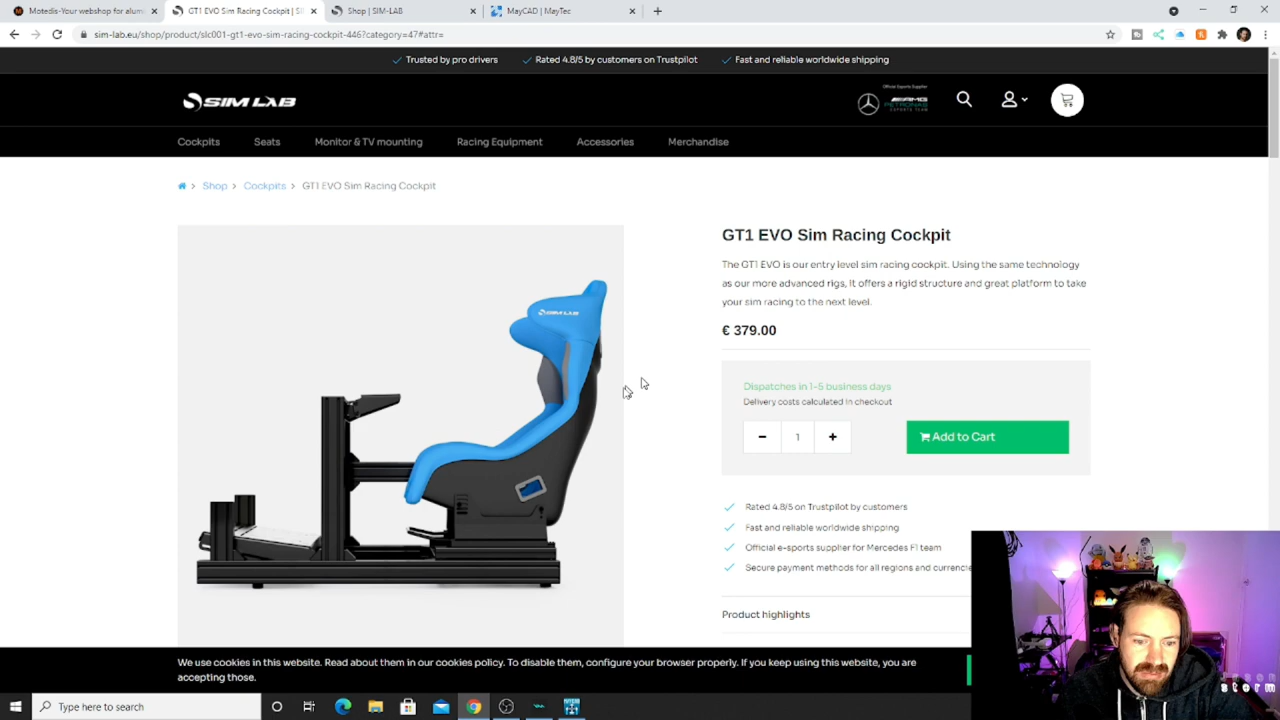 Motedis-Your webshop for alum
GT1 EVO Sim Racing Cockpit | SI
Shop | SIM-LAB
MayCAD | MayTec
sim-lab.eu/shop/product/slc001-gt1-evo-sim-racing-cockpit-446?category=47#attr=
Trusted by pro drivers
Rated 4.8/5 by customers on Trustpilot
Fast and reliable worldwide shipping
SIM LAB
Official Esports Supplier
AMG
PETRONAS
Cockpits
Seats
Monitor & TV mounting
Racing Equipment
Accessories
Merchandise
Shop
Cockpits
GT1 EVO Sim Racing Cockpit
GT1 EVO Sim Racing Cockpit
The GT1 EVO is our entry level sim racing cockpit. Using the same technology
as our more advanced rigs, it offers a rigid structure and great platform to take
your sim racing to the next level.
€ 379.00
SIM LAB
Dispatches in 1-5 business days
Delivery costs calculated in checkout
- 1 +
Add to Cart
Rated 4.8/5 on Trustpilot by customers
Fast and reliable worldwide shipping
Official e-sports supplier for Mercedes F1 team
Secure payment methods for all regions and currencie
Product highlights
We use cookies in this website. Read about them in our cookies policy. To disable them, configure your browser properly. If you keep using this website, you are
accepting those.
storm
Type here to search